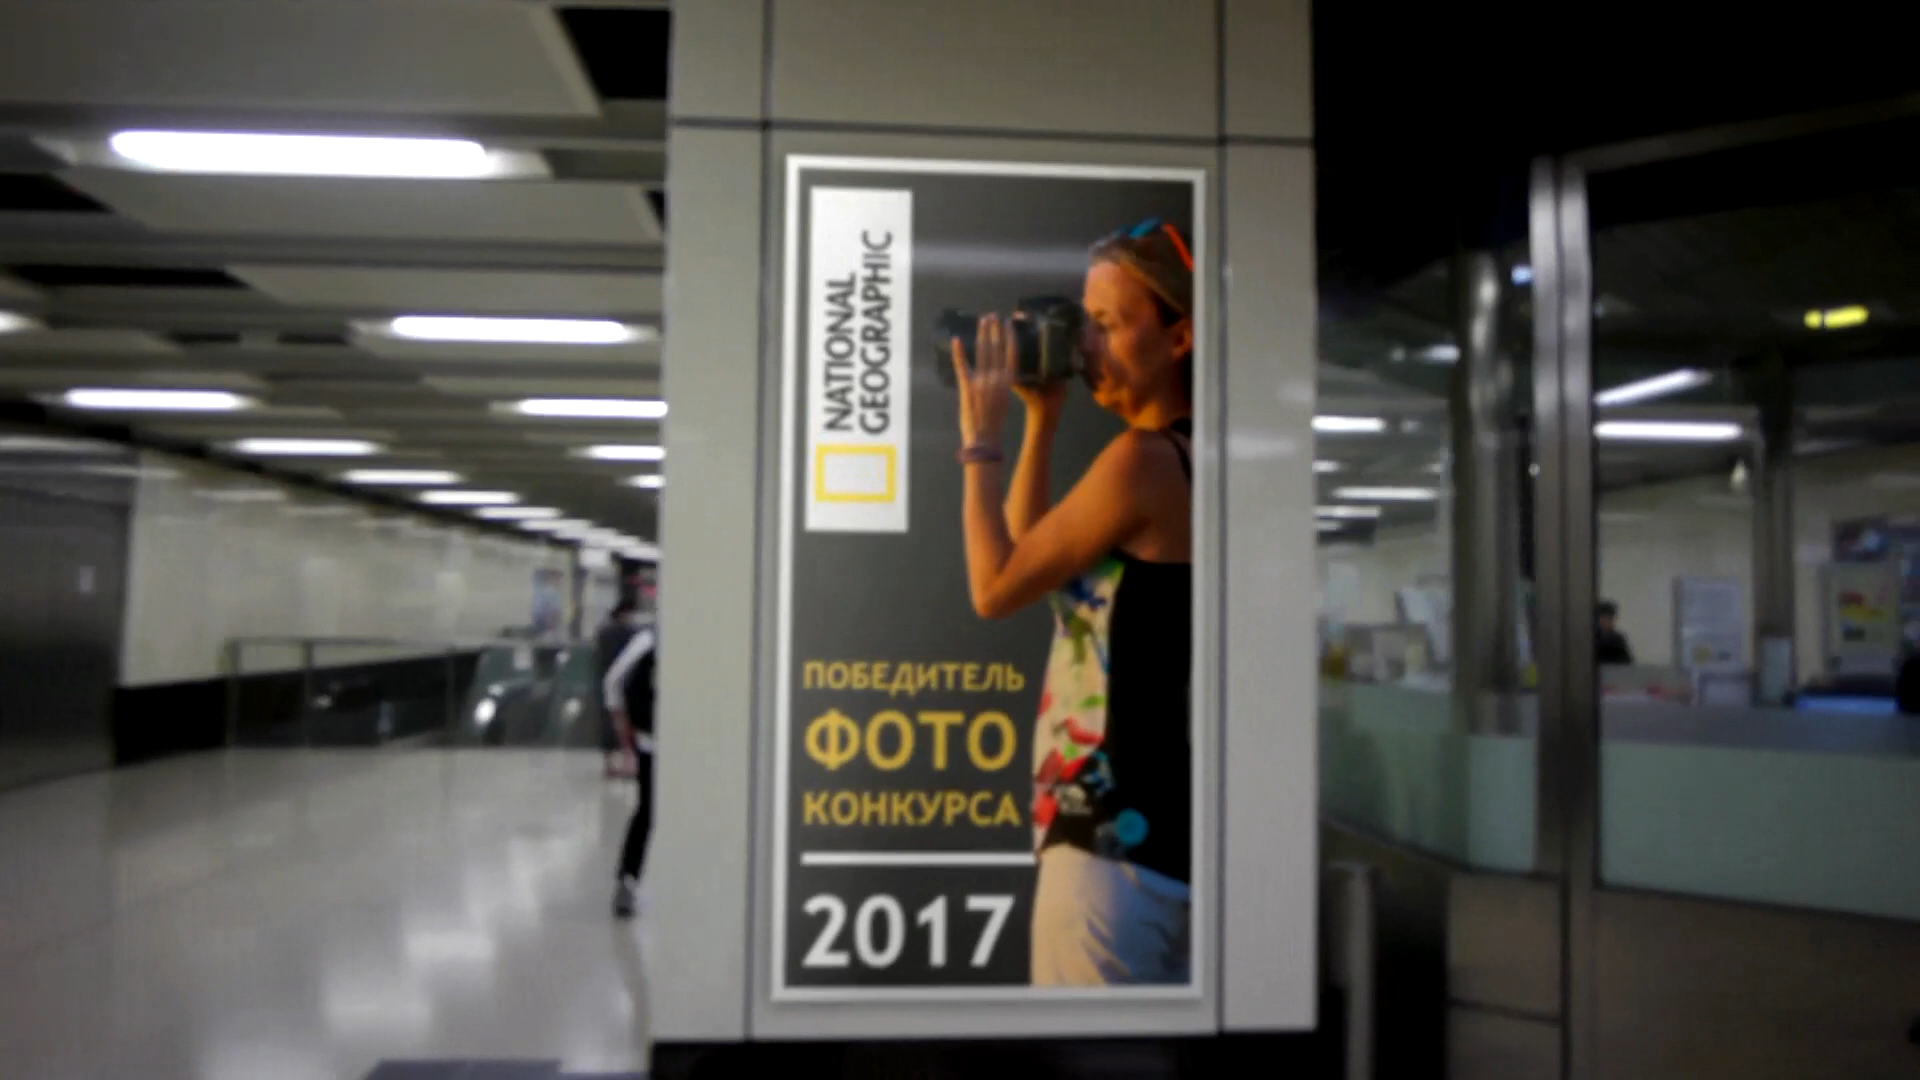 NATIONAL
GEOGRAPHIC
ПОБЕДИТЕЛЬ
ФОТО
КОНКУРСА
2017